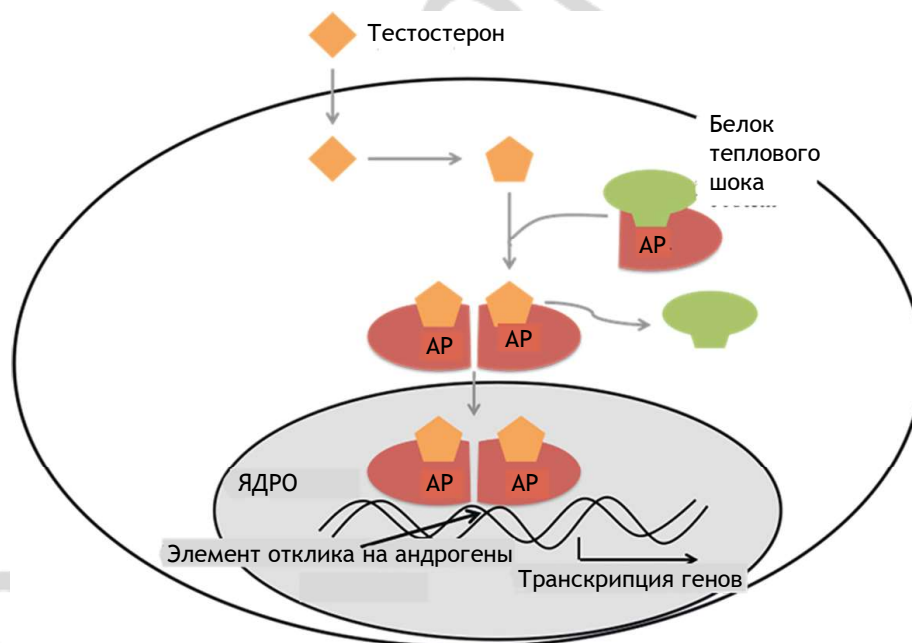 Тестостерон
Белок
теплового
шока
АР
АР
АР
АР
АР
ЯДРО
Элемент отклика на андрогены
Транскрипция генов